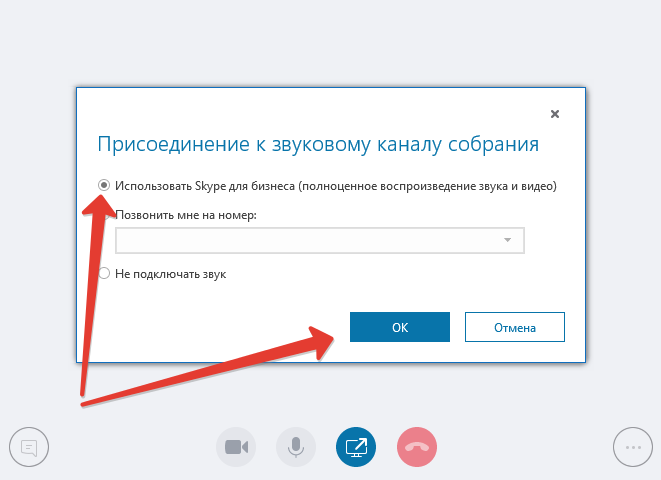 Присоединение к звуковому каналу собрания
Использовать Skype для бизнеса (полноценное воспроизведение звука и видео)
Позвонить мне на номер:
Не подключать звук
ОК
Отмена